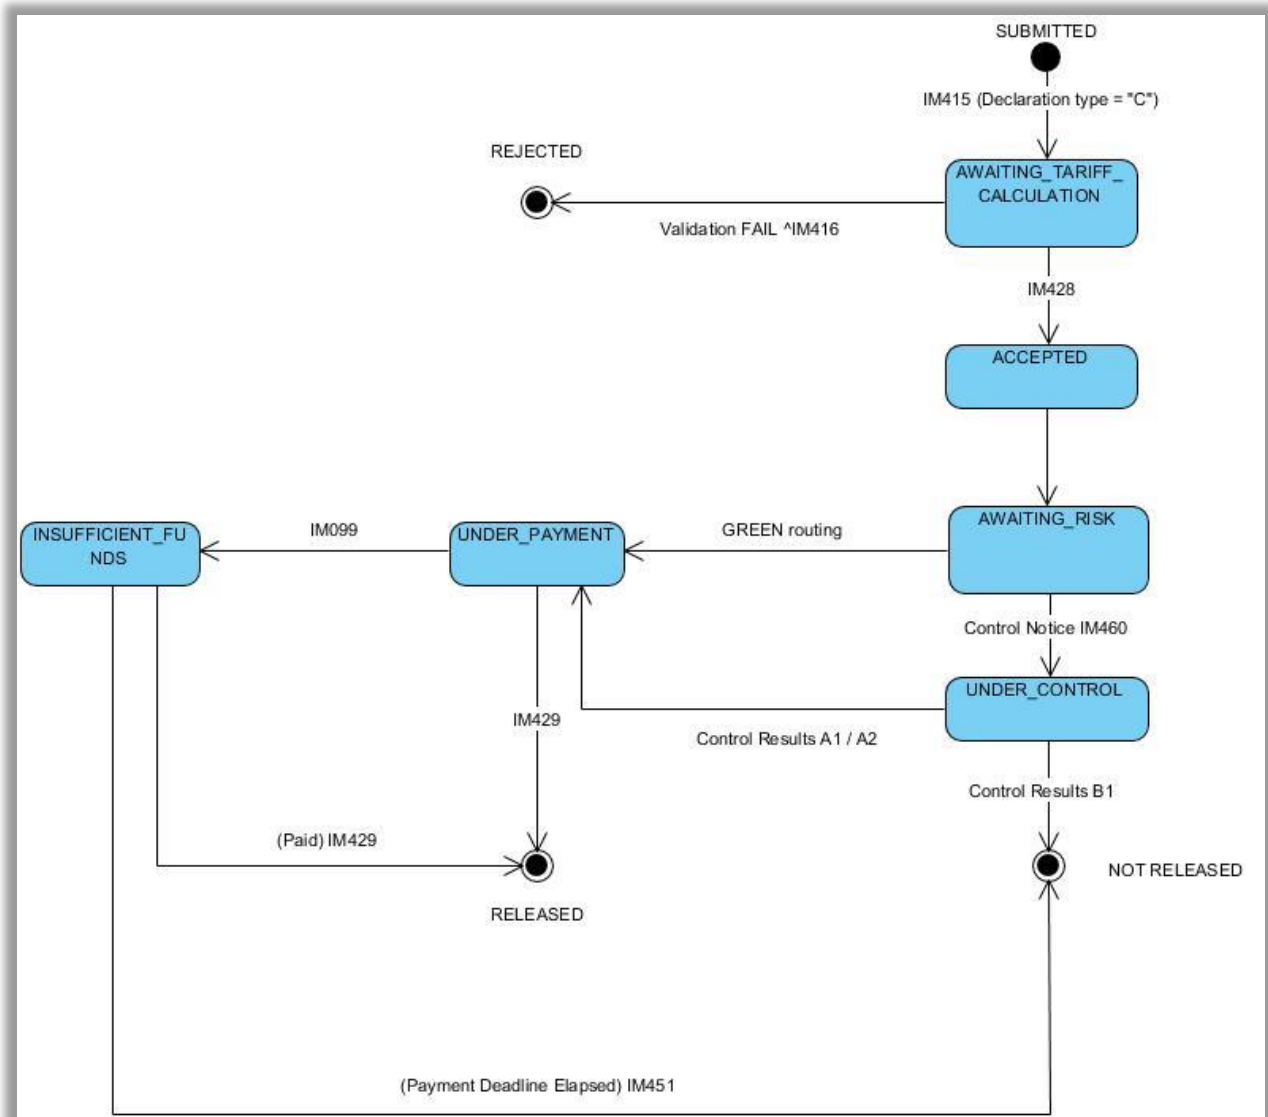 SUBMITTED
IM415 (Declaration type = "C")
REJECTED
AWAITING_TARIFF_
CALCULATION
Validation FAIL ^IM416
IM428
ACCEPTED
INSUFFICIENT_FU
NDS
IM099
UNDER_PAYMENT
GREEN routing
AWAITING_RISK
Control Notice IM460
UNDER_CONTROL
IM429
Control Results A1 / A2
Control Results B1
(Paid) IM429
NOT RELEASED
RELEASED
(Payment Deadline Elapsed) IM451